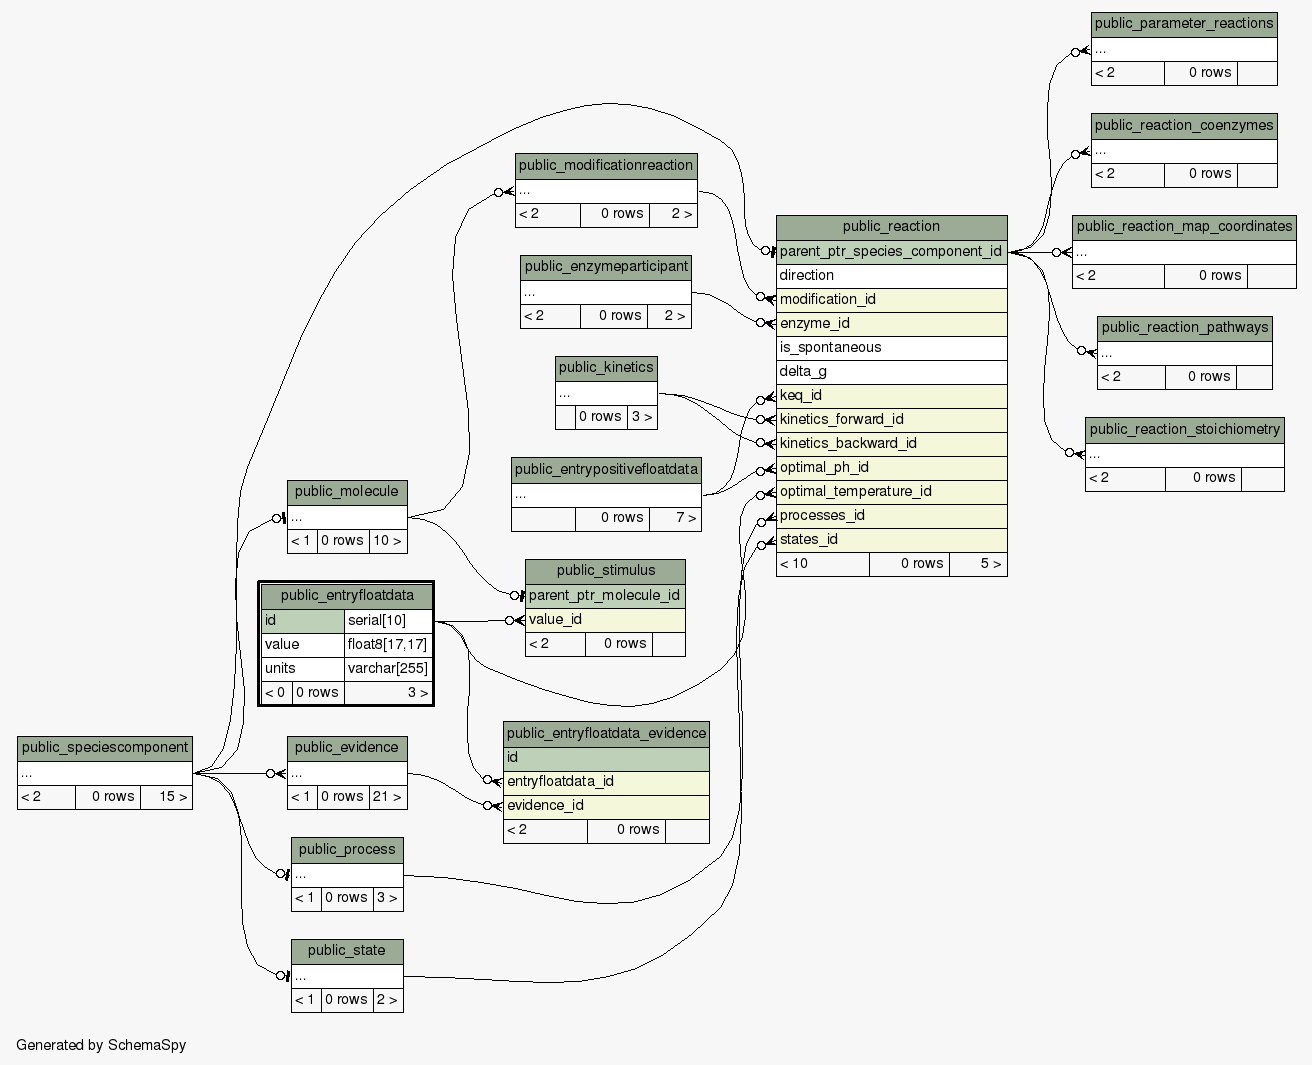 public_parameter_reactions
...
< 2 0 rows
public_reaction_coenzymes
...
< 2 0 rows
public_modificationreaction
...
< 2 0 rows 2 >
public_reaction
parent_ptr_species_component_id
direction
modification_id
enzyme_id
is_spontaneous
delta_g
keq_id
kinetics_forward_id
kinetics_backward_id
optimal_ph_id
optimal_temperature_id
processes_id
states_id
< 10 0 rows 5 >
public_reaction_map_coordinates
...
< 2 0 rows
public_enzymeparticipant
...
< 2 0 rows 2 >
public_reaction_pathways
...
< 2 0 rows
public_kinetics
...
0 rows 3 >
public_reaction_stoichiometry
...
< 2 0 rows
public_entrypositivefloatdata
...
0 rows 7 >
public_molecule
...
< 1 0 rows 10 >
public_stimulus
parent_ptr_molecule_id
value_id
< 2 0 rows
public_entryfloatdata
id serial[10]
value float8[17,17]
units varchar[255]
< 0 0 rows 3 >
public_entryfloatdata_evidence
id
entryfloatdata_id
evidence_id
< 2 0 rows
public_speciescomponent
...
< 2 0 rows 15 >
public_evidence
...
< 1 0 rows 21 >
public_process
...
< 1 0 rows 3 >
public_state
...
< 1 0 rows 2 >
Generated by SchemaSpy